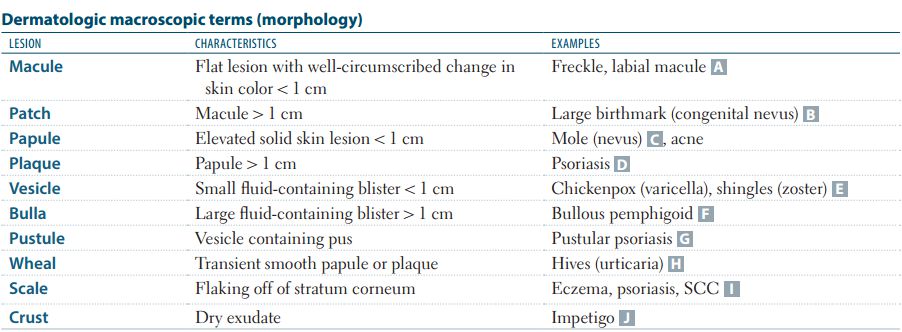 Dermatologic macroscopic terms (morphology)
LESION CHARACTERISTICS EXAMPLES
Macule Flat lesion with well-circumscribed change in Freckle, labial macule A
skin color < 1 cm
Patch Macule > 1 cm Large birthmark (congenital nevus) B
Papule Elevated solid skin lesion < 1 cm Mole (nevus) C, acne
Plaque Papule > 1 cm Psoriasis D
Vesicle Small fluid-containing blister < 1 cm Chickenpox (varicella), shingles (zoster) E
Bulla Large fluid-containing blister > 1 cm Bullous pemphigoid F
Pustule Vesicle containing pus Pustular psoriasis G
Wheal Transient smooth papule or plaque Hives (urticaria) H
Scale Flaking off of stratum corneum Eczema, psoriasis, SCC I
Crust Dry exudate Impetigo J